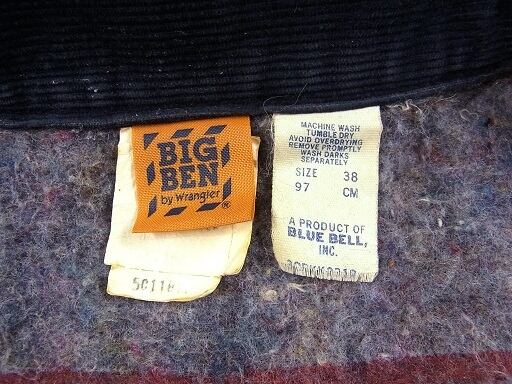 BIG
BEN
by Wrangler®
MACHINE WASH
TUMBLE DRY
AVOID OVERDRYING
REMOVE PROMPTLY
WASH DARKS
SEPARATELY
SIZE 38
97 CM
A PRODUCT OF
BLUE BELL,
INC.